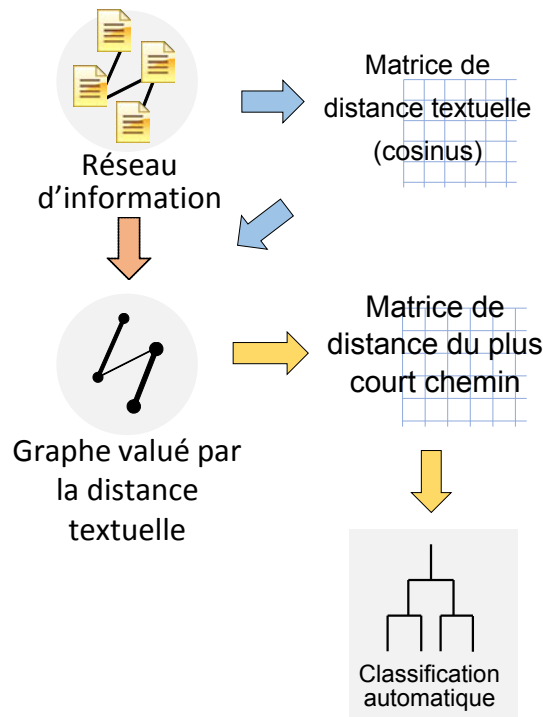 Réseau
d’information
Matrice de
distance textuelle
(cosinus)
Graphe valué par
la distance
textuelle
Matrice de
distance du plus
court chemin
Classification
automatique